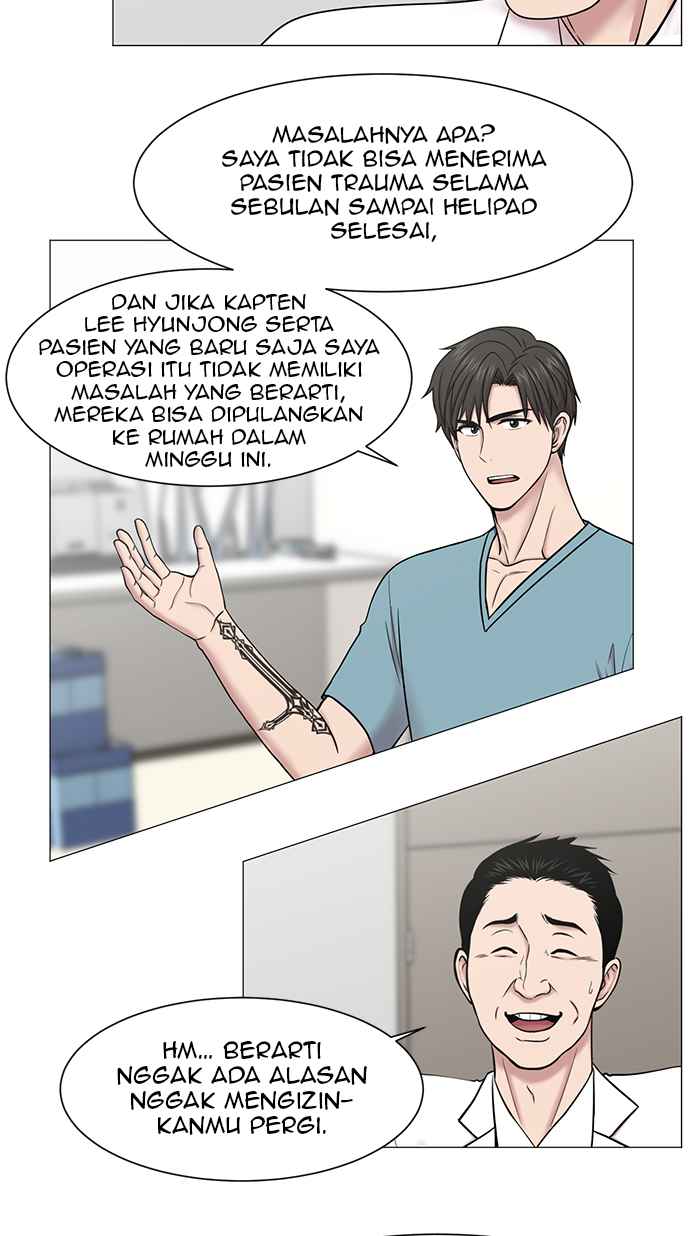 MASALAHNYA APA?
SAYA TIDAK BISA MENERIMA
PASIEN TRAUMA SELAMA
SEBULAN SAMPAI HELIPAD
SELESAI,
DAN JIKA KAPTEN
LEE HYUNJONG SERTA
PASIEN YANG BARU SAJA SAYA
OPERASI ITU TIDAK MEMILIKI
MASALAH YANG BERARTI,
MEREKA BISA DIPULANGKAN
KE RUMAH DALAM
MINGGU INI.
HM... BERARTI
NGGAK ADA ALASAN
NGGAK MENGIZIN-
KANMU PERGI.